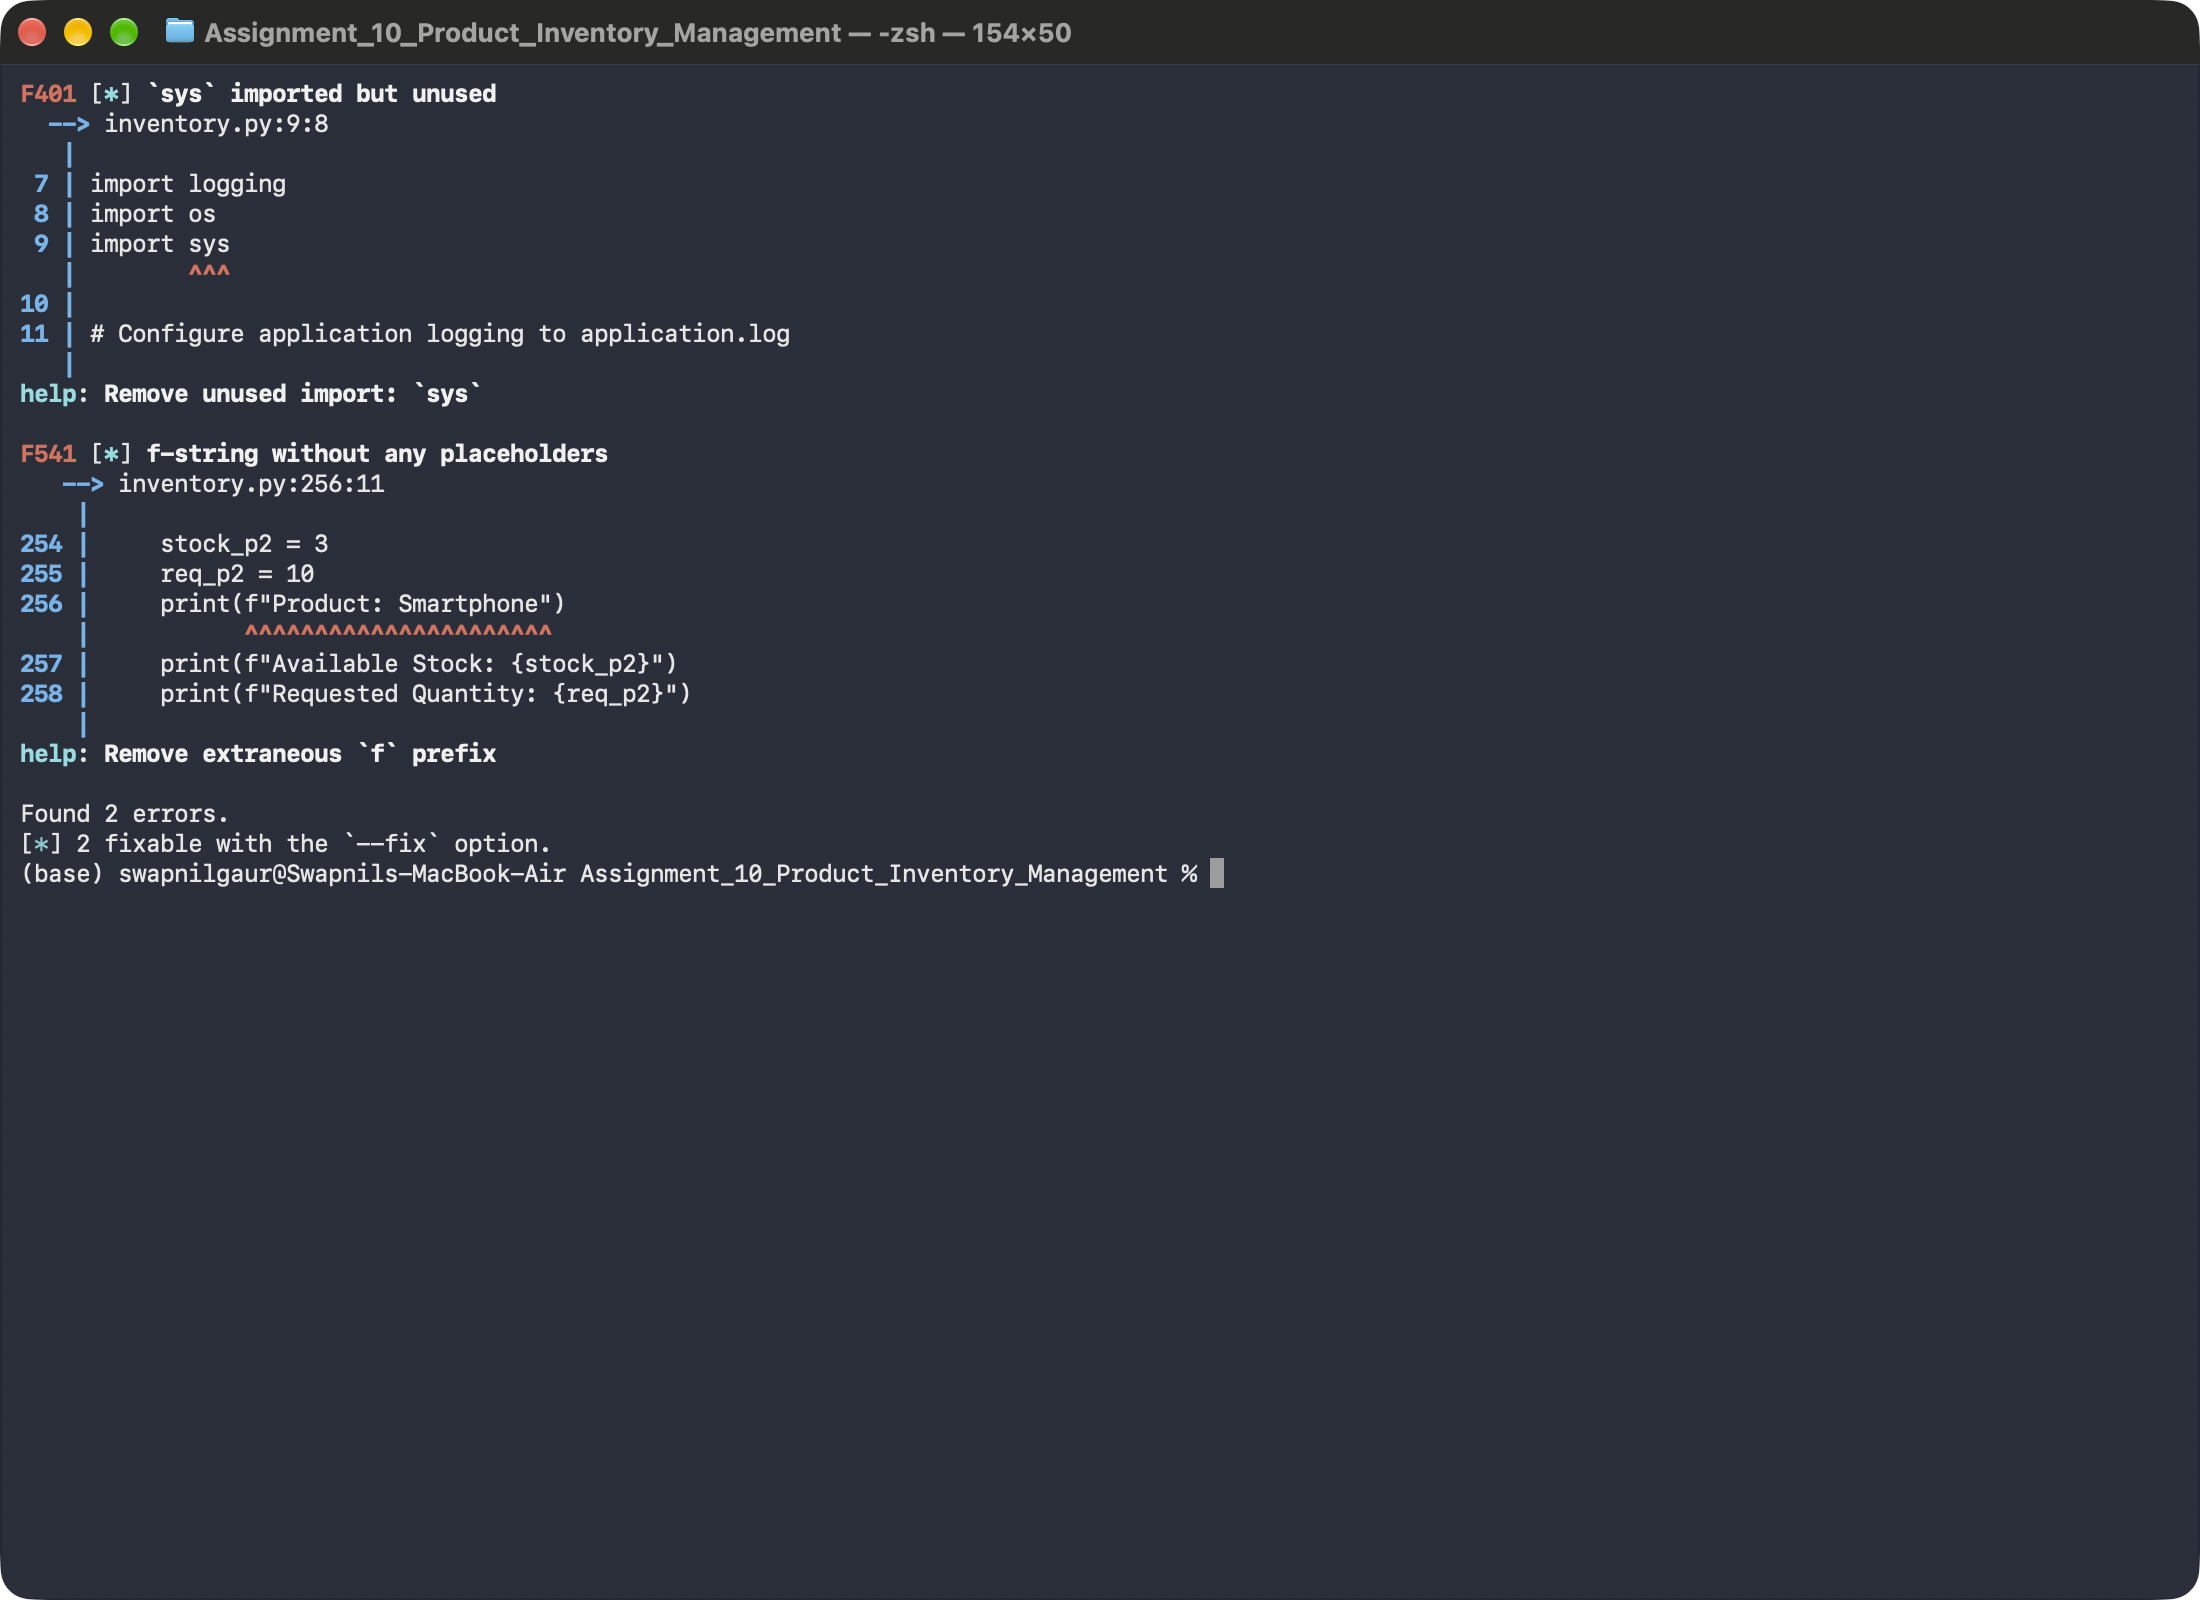 Assignment_10_Product_Inventory_Management — -zsh — 154×50
F401 [*] `sys` imported but unused
  --> inventory.py:9:8
   |
 7 | import logging
 8 | import os
 9 | import sys
   |        ^^^
10 |
11 | # Configure application logging to application.log
   |
help: Remove unused import: `sys`

F541 [*] f-string without any placeholders
   --> inventory.py:256:11
    |
254 |     stock_p2 = 3
255 |     req_p2 = 10
256 |     print(f"Product: Smartphone")
    |           ^^^^^^^^^^^^^^^^^^^^^^
257 |     print(f"Available Stock: {stock_p2}")
258 |     print(f"Requested Quantity: {req_p2}")
    |
help: Remove extraneous `f` prefix

Found 2 errors.
[*] 2 fixable with the `--fix` option.
(base) swapnilgaur@Swapnils-MacBook-Air Assignment_10_Product_Inventory_Management %